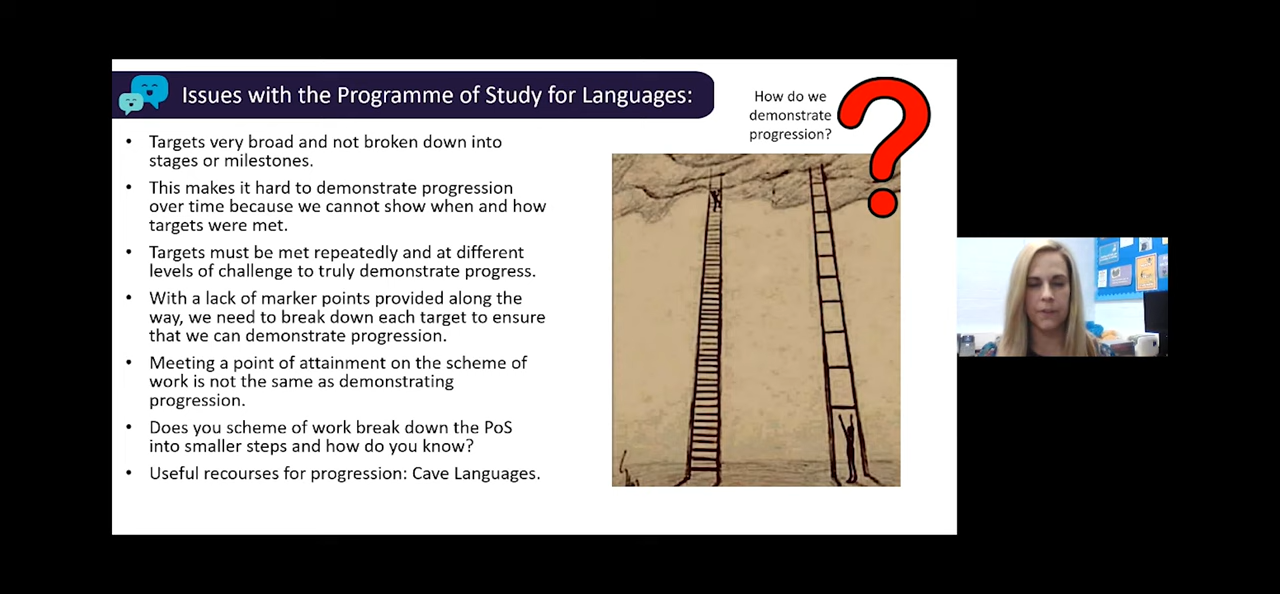 Issues with the Programme of Study for Languages:
How do we
demonstrate
progression?
?
• Targets very broad and not broken down into
stages or milestones.
• This makes it hard to demonstrate progression
over time because we cannot show when and how
targets were met.
• Targets must be met repeatedly and at different
levels of challenge to truly demonstrate progress.
• With a lack of marker points provided along the
way, we need to break down each target to ensure
that we can demonstrate progression.
• Meeting a point of attainment on the scheme of
work is not the same as demonstrating
progression.
• Does you scheme of work break down the PoS
into smaller steps and how do you know?
• Useful recourses for progression: Cave Languages.